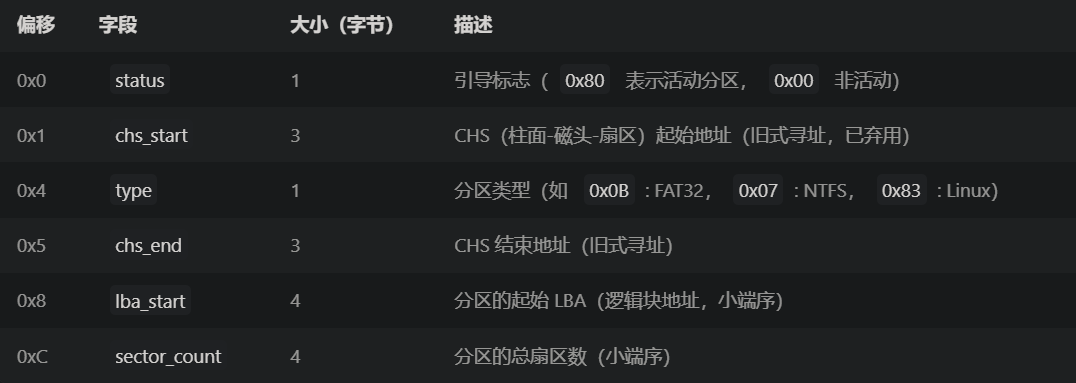 偏移 字段 大小（字节） 描述
0x0 status 1 引导标志（ 0x80 表示活动分区， 0x00 非活动）
0x1 chs_start 3 CHS（柱面-磁头-扇区）起始地址（旧式寻址，已弃用）
0x4 type 1 分区类型（如 0x0B : FAT32， 0x07 : NTFS， 0x83 : Linux）
0x5 chs_end 3 CHS 结束地址（旧式寻址）
0x8 lba_start 4 分区的起始 LBA（逻辑块地址，小端序）
0xC sector_count 4 分区的总扇区数（小端序）